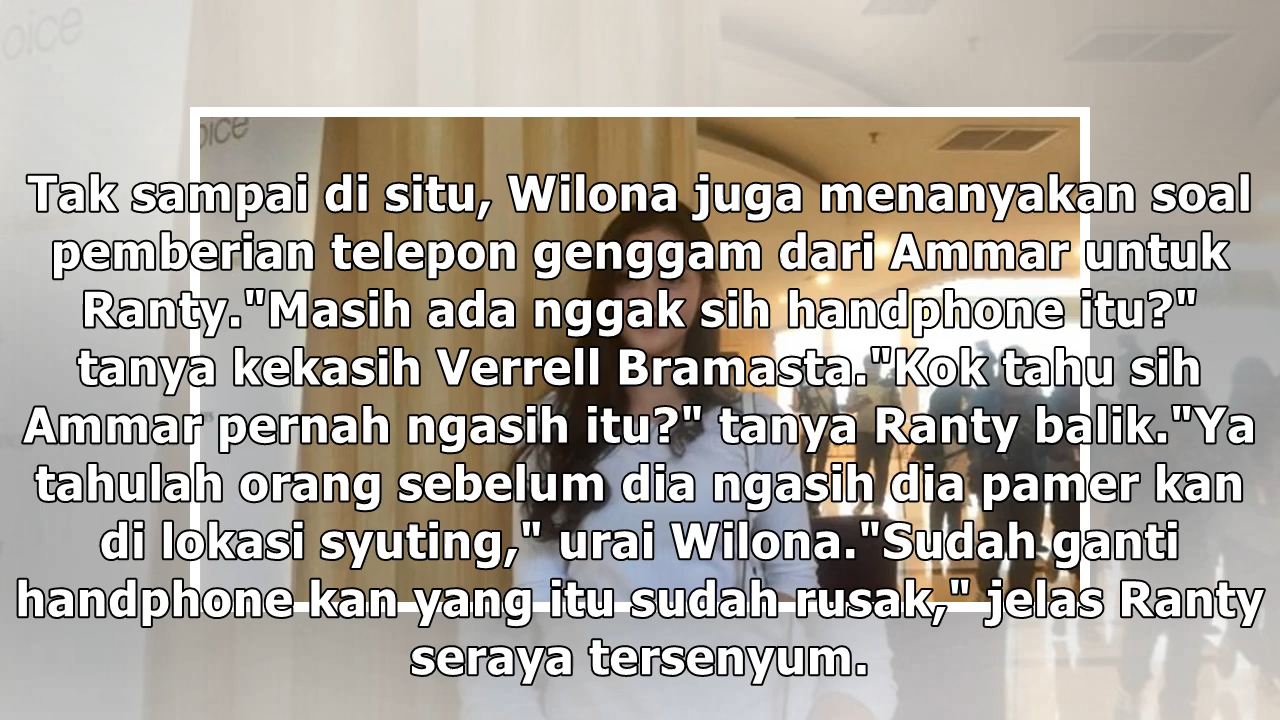 oice
oice
Tak sampai di situ, Wilona juga menanyakan soal
pemberian telepon genggam dari Ammar untuk
Ranty."Masih ada nggak sih handphone itu?"
tanya kekasih Verrell Bramasta."Kok tahu sih
Ammar pernah ngasih itu?" tanya Ranty balik."Ya
tahulah orang sebelum dia ngasih dia pamer kan
di lokasi syuting," urai Wilona."Sudah ganti
handphone kan yang itu sudah rusak," jelas Ranty
seraya tersenyum.